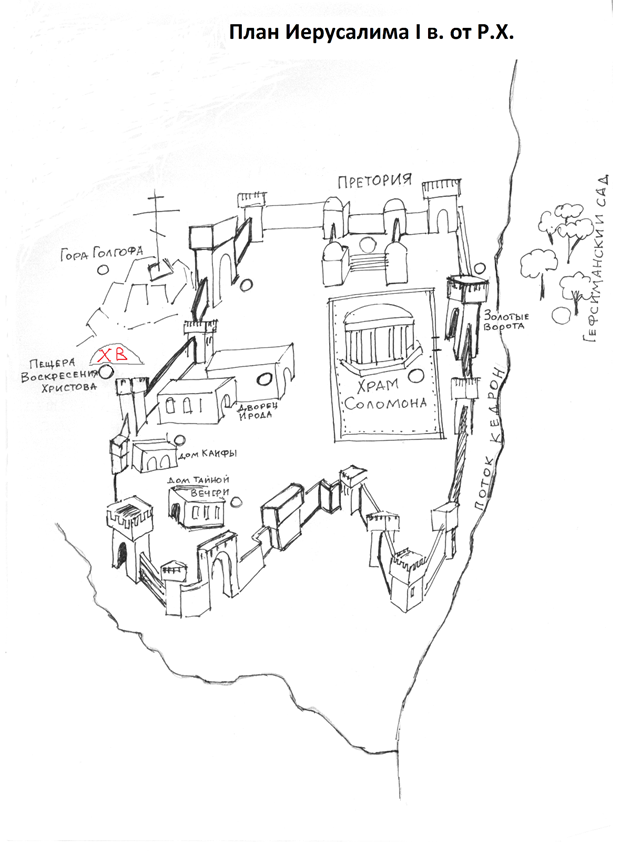 План Иерусалима I в. от Р.Х.
ПРЕТОРИЯ
ГОРА ГОЛГОФА
ГЕФСИМАНСКИЙ САД
ЗОЛОТЫЕ
ВОРОТА
ХВ
ПЕЩЕРА
ВОСКРЕСЕНИЯ
ХРИСТОВА
ХРАМ
СОЛОМОНА
ДВОРЕЦ
ИРОДА
ПОТОК КЕДРОН
ДОМ КАИФЫ
ДОМ ТАЙНОЙ
ВЕЧЕРИ